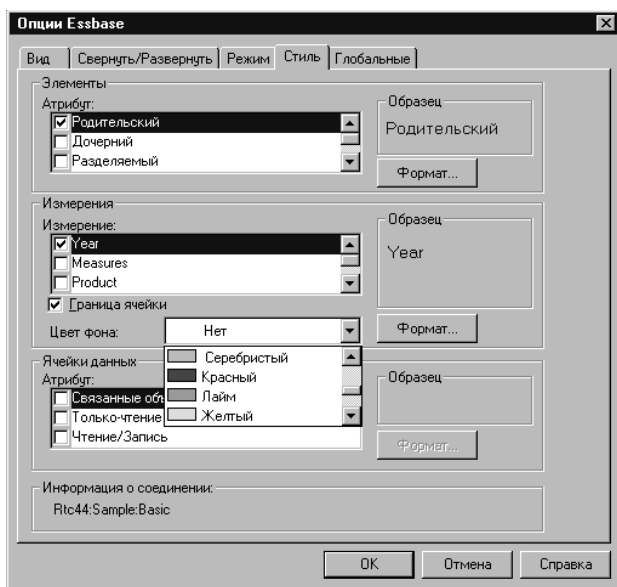 Опции Essbase
Вид Свернуть/Развернуть Режим Стиль Глобальные
Элементы
Атрибут:
Родительский
Дочерний
Разделяемый
Образец
Родительский
Формат...
Измерения
Измерение:
Year
Measures
Product
Граница ячейки
Цвет фона: Нет
Образец
Year
Формат...
Серебристый
Красный
Лайм
Желтый
Ячейки данных
Атрибут:
Связанные об
Только-чтение
Чтение/Запись
Образец
Формат...
Информация о соединении:
Rtc44:Sample:Basic
OK Отмена Справка